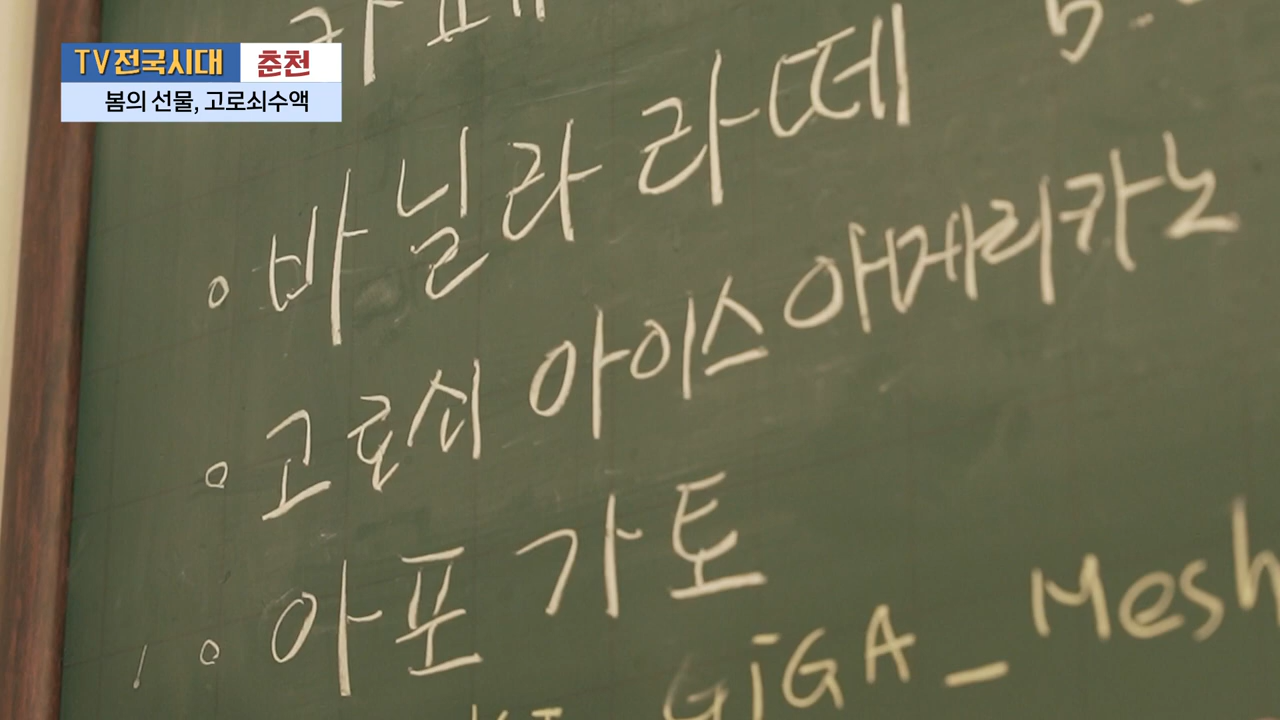 TV전국시대 춘천
봄의 선물, 고로쇠수액
바닐라 라떼
고로쇠 아이스아메리카노
아포가토
GiGA_Mesh